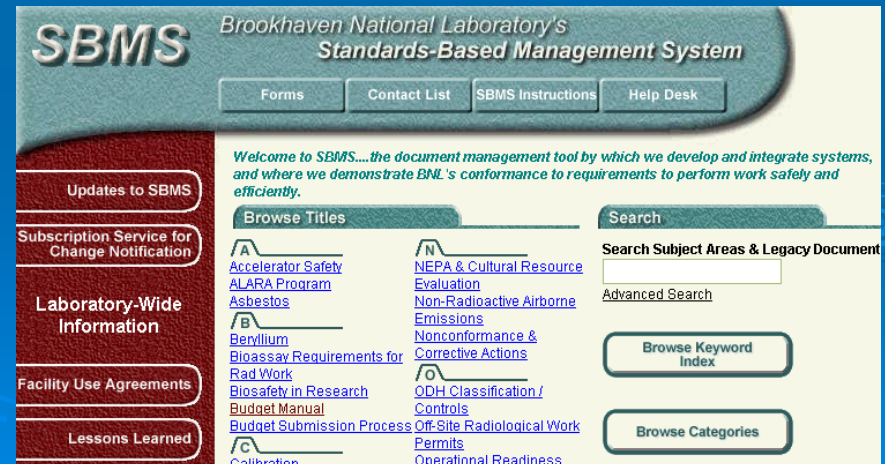 SBMS
Brookhaven National Laboratory's
Standards-Based Management System
Forms
Contact List
SBMS Instructions
Help Desk
Updates to SBMS
Subscription Service for
Change Notification
Laboratory-Wide
Information
Facility Use Agreements
Lessons Learned
Welcome to SBMS....the document management tool by which we develop and integrate systems,
and where we demonstrate BNL's conformance to requirements to perform work safely and
efficiently.
Browse Titles
A
Accelerator Safety
ALARA Program
Asbestos
B
Beryllium
Bioassay Requirements for
Rad Work
Biosafety in Research
Budget Manual
Budget Submission Process
C
Calibration
N
NEPA & Cultural Resource
Evaluation
Non-Radioactive Airborne
Emissions
Nonconformance &
Corrective Actions
O
ODH Classification /
Controls
Off-Site Radiological Work
Permits
Operational Readiness
Search
Search Subject Areas & Legacy Document
Advanced Search
Browse Keyword
Index
Browse Categories